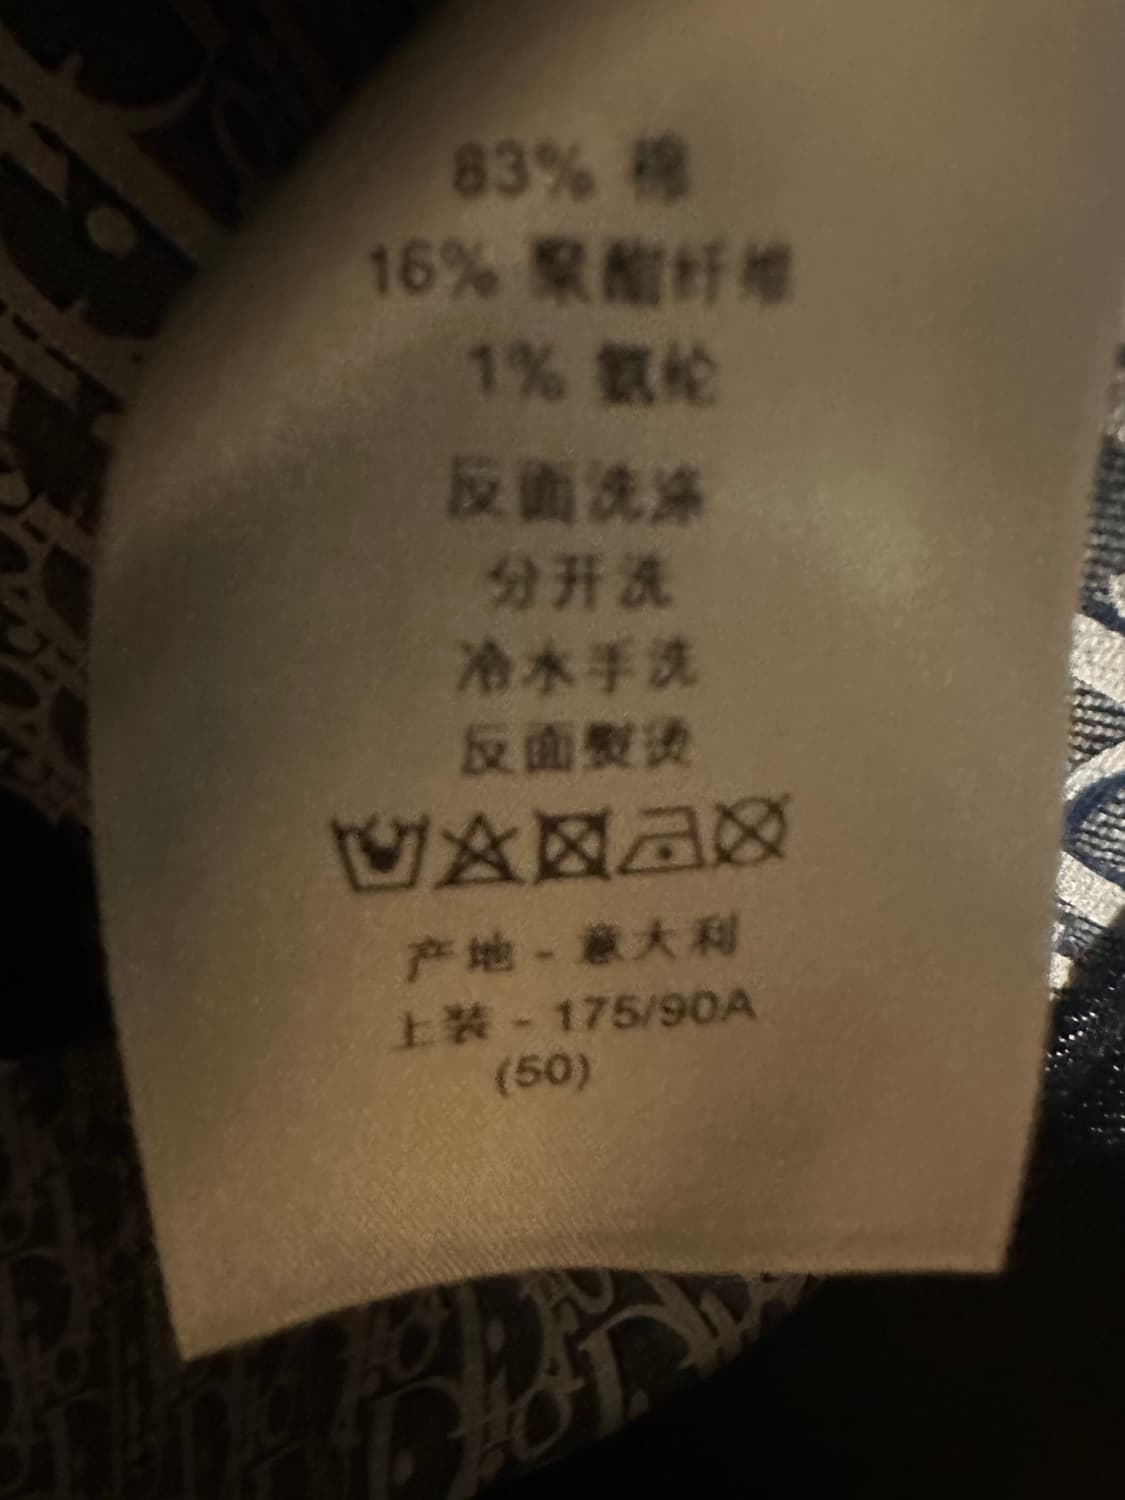 83% 棉
16% 聚酯纤维
1% 氨纶
反面洗涤
分开洗
冷水手洗
反面熨烫
产地 - 意大利
上装 - 175/90A
(50)
Dior